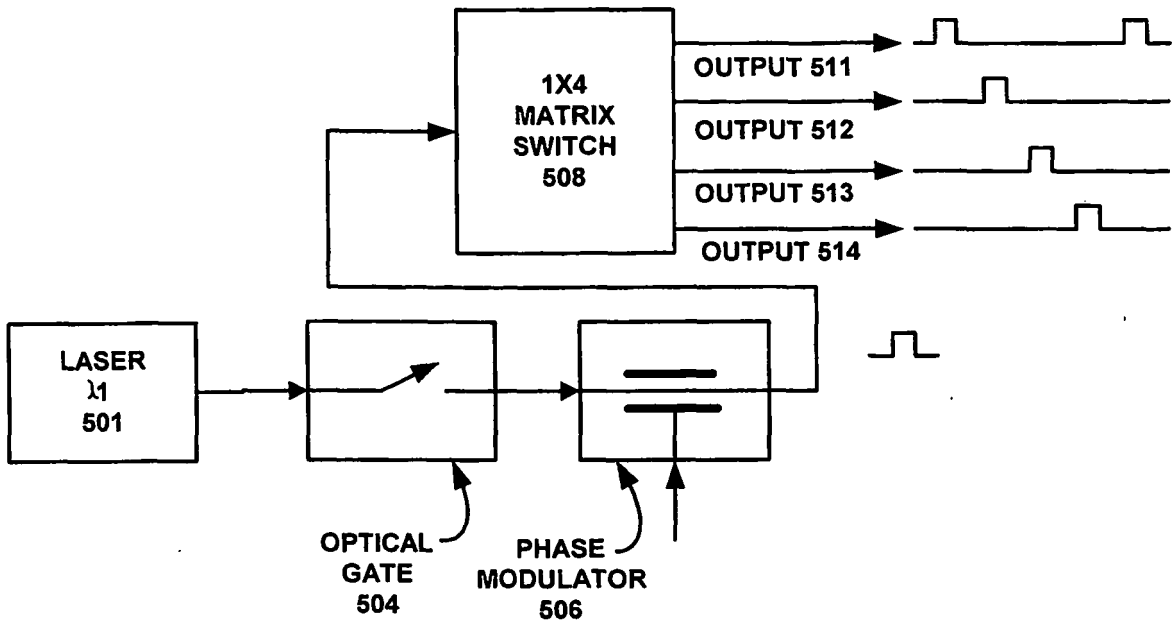 1X4
MATRIX
SWITCH
508
OUTPUT 511
OUTPUT 512
OUTPUT 513
OUTPUT 514
LASER
λ1
501
OPTICAL
GATE
504
PHASE
MODULATOR
506